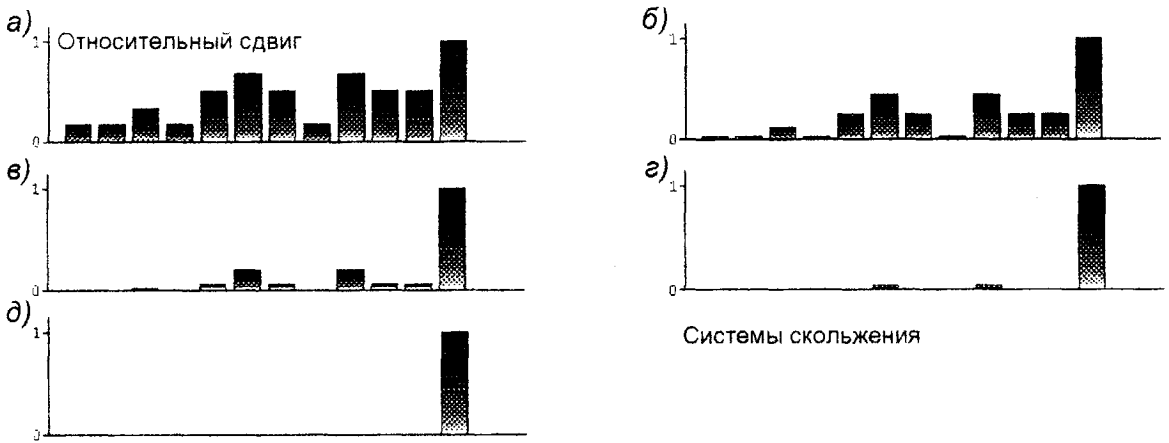 а)
1
Относительный сдвиг
0
б)
1
0
в)
1
0
г)
1
0
д)
1
0
Системы скольжения